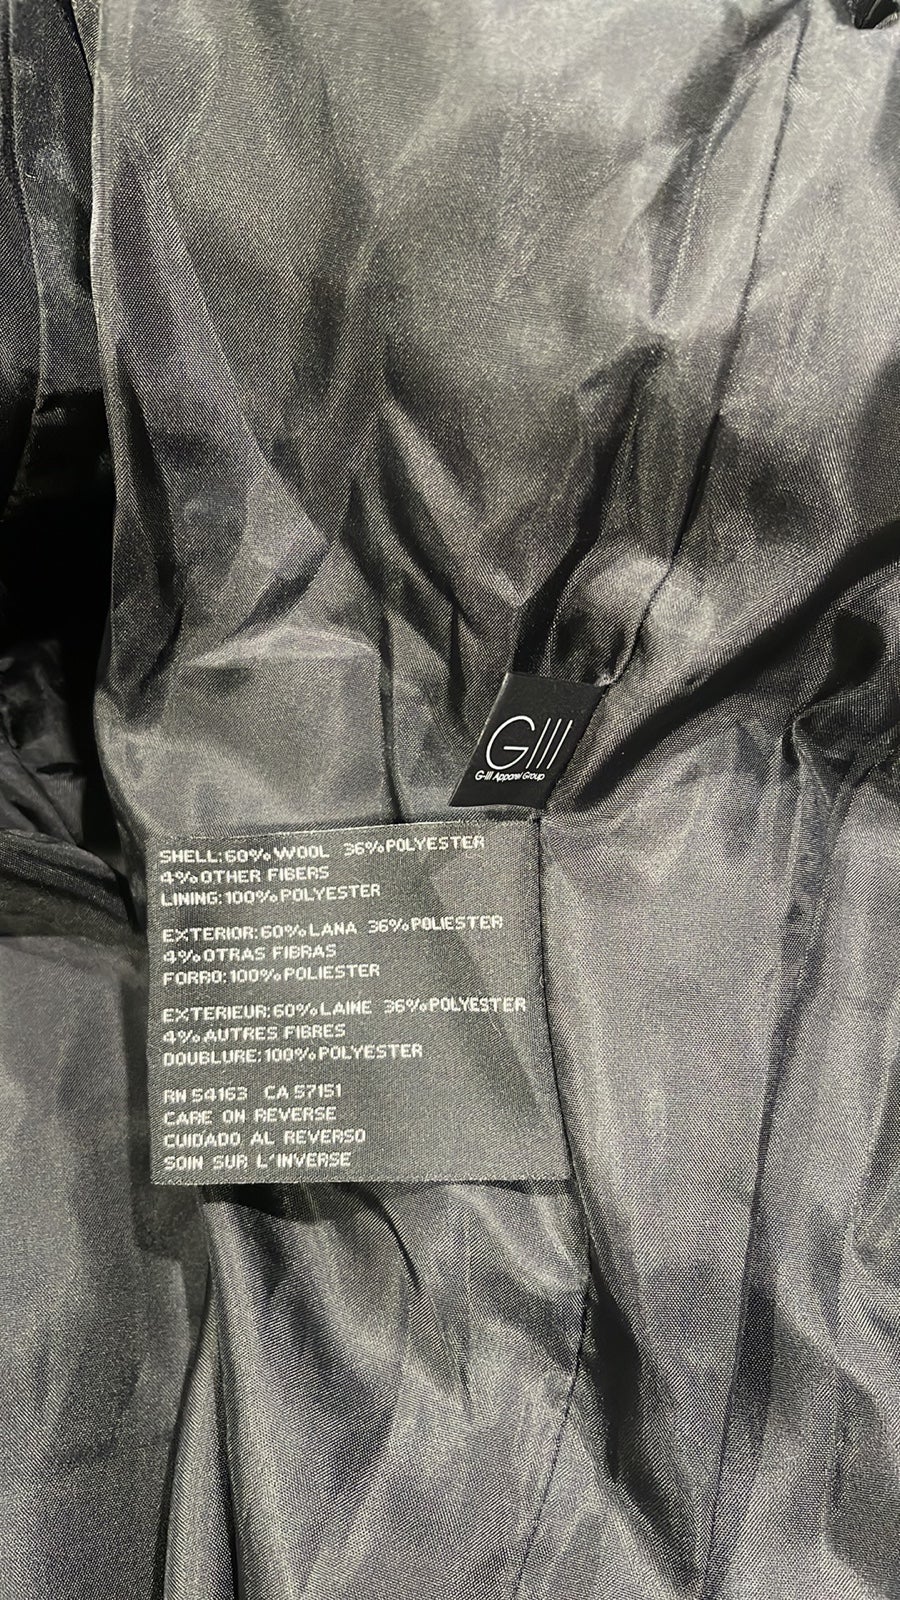 GIII
G-III Apparel Group
SHELL:60%WOOL 36%POLYESTER
4%OTHER FIBERS
LINING:100%POLYESTER
EXTERIOR:60%LANA 36%POLIESTER
4%OTRAS FIBRAS
FORRO:100%POLIESTER
EXTERIEUR:60%LAINE 36%POLYESTER
4%AUTRES FIBRES
DOUBLURE:100%POLYESTER
RN 54163 CA 57151
CARE ON REVERSE
CUIDADO AL REVERSO
SOIN SUR L'INVERSE